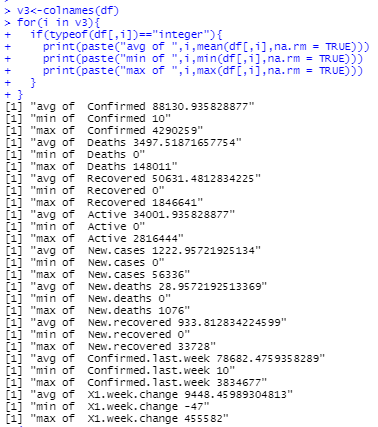 > v3<-colnames(df)
> for(i in v3){
+   if(typeof(df[,i])=="integer"){
+     print(paste("avg of ",i,mean(df[,i],na.rm = TRUE)))
+     print(paste("min of ",i,min(df[,i],na.rm = TRUE)))
+     print(paste("max of ",i,max(df[,i],na.rm = TRUE)))
+   }
+ }
[1] "avg of  Confirmed 88130.935828877"
[1] "min of  Confirmed 10"
[1] "max of  Confirmed 4290259"
[1] "avg of  Deaths 3497.51871657754"
[1] "min of  Deaths 0"
[1] "max of  Deaths 148011"
[1] "avg of  Recovered 50631.4812834225"
[1] "min of  Recovered 0"
[1] "max of  Recovered 1846641"
[1] "avg of  Active 34001.935828877"
[1] "min of  Active 0"
[1] "max of  Active 2816444"
[1] "avg of  New.cases 1222.95721925134"
[1] "min of  New.cases 0"
[1] "max of  New.cases 56336"
[1] "avg of  New.deaths 28.9572192513369"
[1] "min of  New.deaths 0"
[1] "max of  New.deaths 1076"
[1] "avg of  New.recovered 933.812834224599"
[1] "min of  New.recovered 0"
[1] "max of  New.recovered 33728"
[1] "avg of  Confirmed.last.week 78682.4759358289"
[1] "min of  Confirmed.last.week 10"
[1] "max of  Confirmed.last.week 3834677"
[1] "avg of  X1.week.change 9448.45989304813"
[1] "min of  X1.week.change -47"
[1] "max of  X1.week.change 455582"